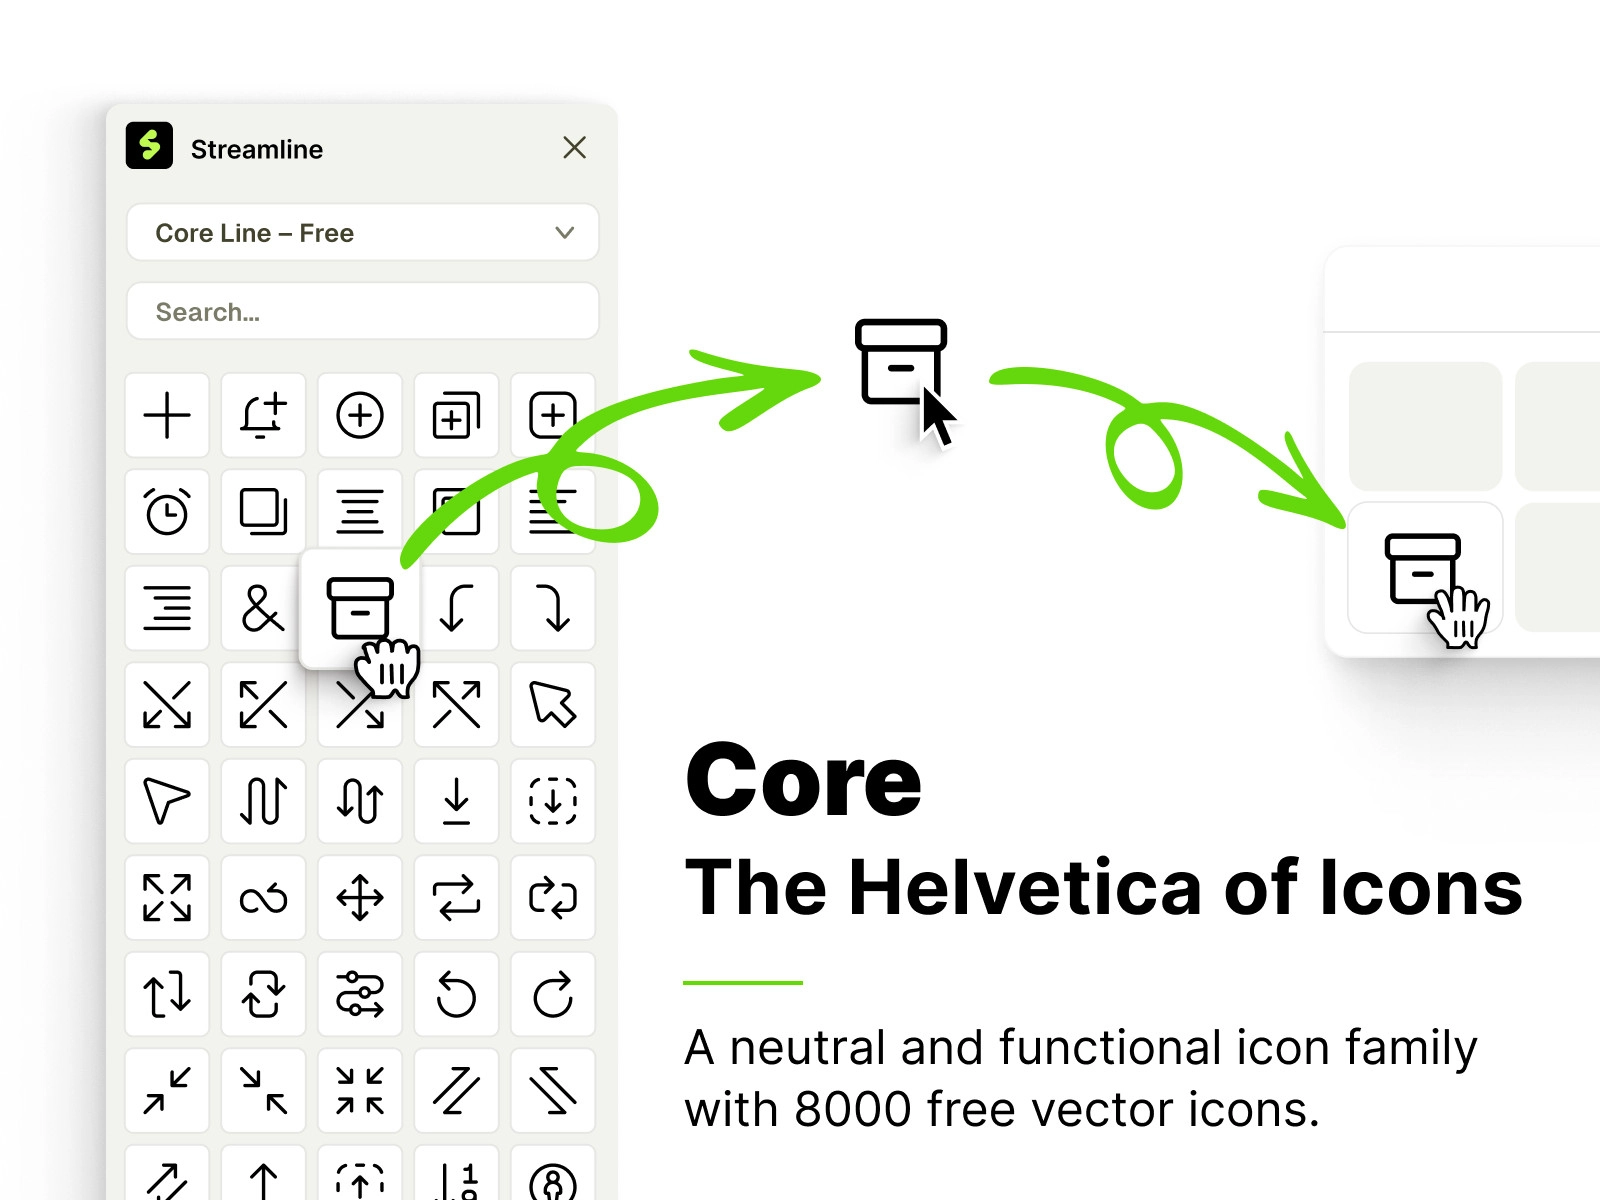 Streamline
Core Line – Free
Search...
&
Core
The Helvetica of Icons
A neutral and functional icon family
with 8000 free vector icons.
1